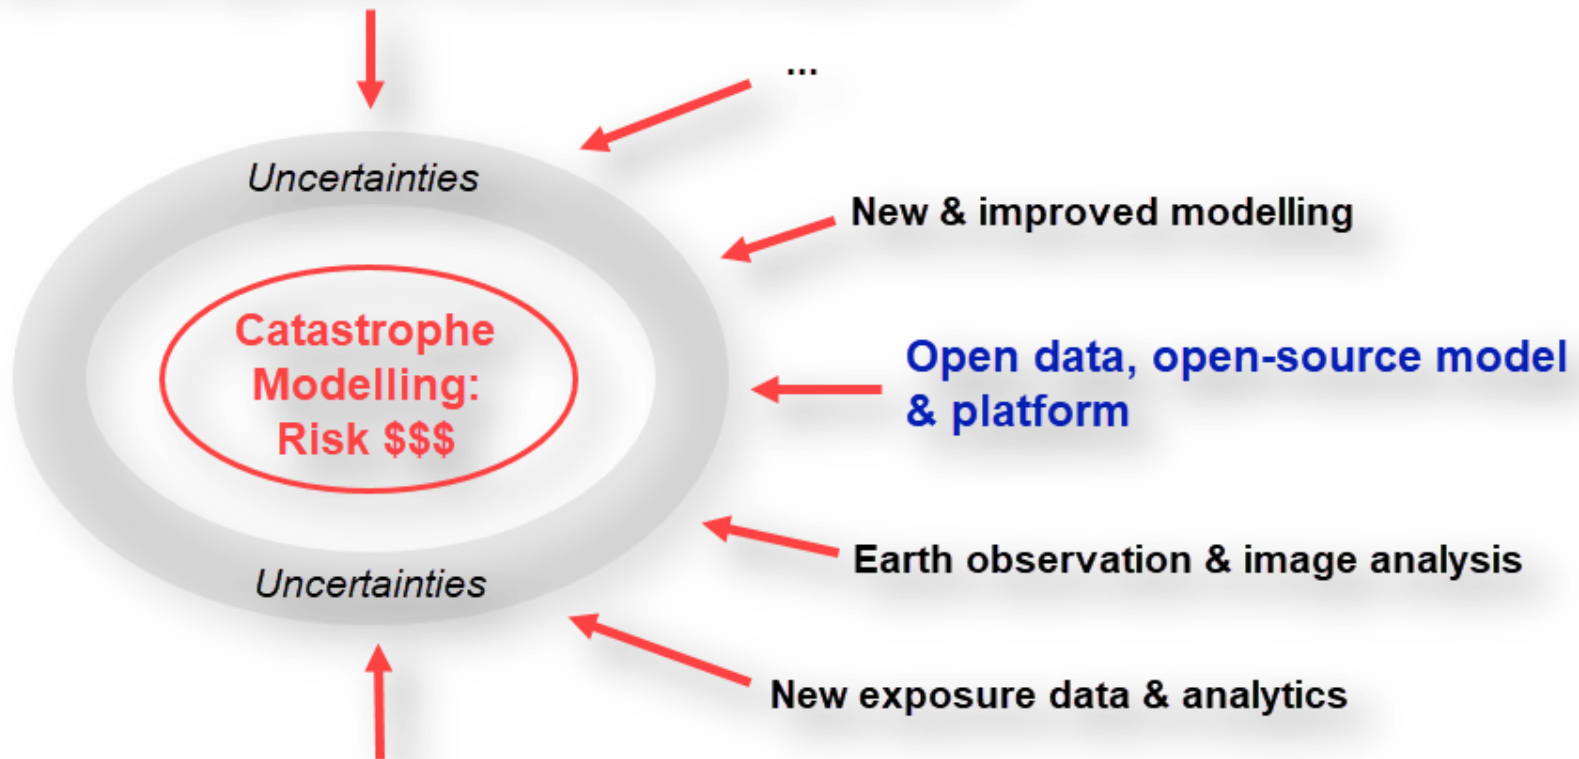 ...
Uncertainties
New & improved modelling
Catastrophe
Modelling:
Risk $$$
Open data, open-source model
& platform
Earth observation & image analysis
Uncertainties
New exposure data & analytics